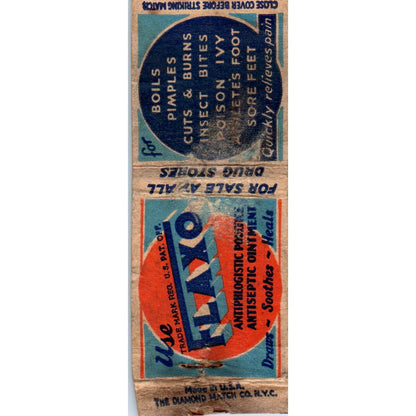 CLOSE COVER BEFORE STRIKING MATCH
for
BOILS
PIMPLES
CUTS & BURNS
INSECT BITES
POISON IVY
ATHLETE'S FOOT
SORE FEET
Quickly relieves pain
FOR SALE AT ALL
DRUG STORES
Use
TRADE MARK REG. U.S. PAT. OFF.
FLAXO
ANTIPHLOGISTIC
ANTISEPTIC OINTMENT
Draws ~ Soothes ~ Heals
Made in U.S.A.
THE DIAMOND MATCH CO. N.Y.C.